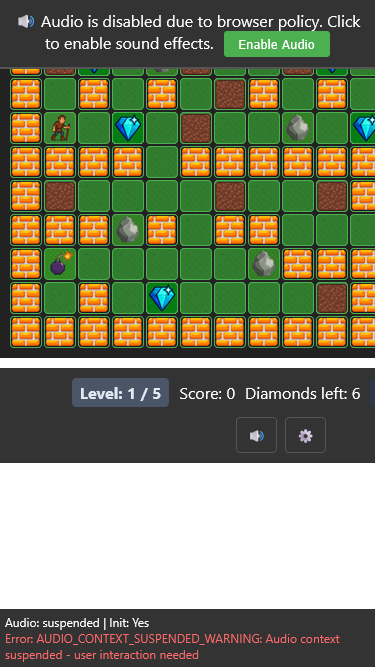 Audio is disabled due to browser policy. Click
to enable sound effects. Enable Audio
Level: 1 / 5 Score: 0 Diamonds left: 6
Audio: suspended | Init: Yes
Error: AUDIO_CONTEXT_SUSPENDED_WARNING: Audio context
suspended - user interaction needed